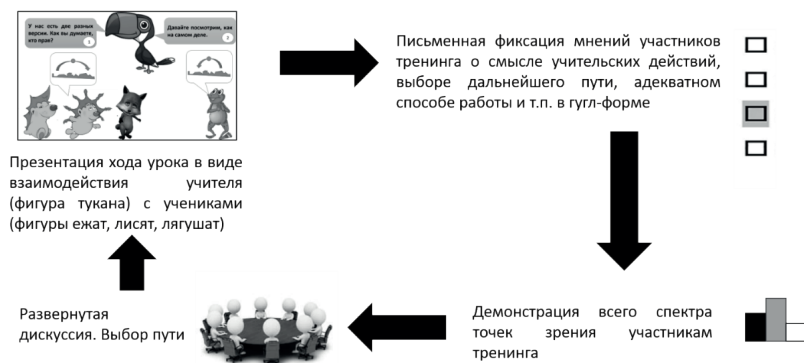 У нас есть две разные
версии. Как вы думаете,
кто прав?
1
Давайте посмотрим, как
на самом деле.
3
Презентация хода урока в виде
взаимодействия учителя
(фигура тукана) с учениками
(фигуры ежат, лисят, лягушат)
Письменная фиксация мнений участников
тренинга о смысле учительских действий,
выборе дальнейшего пути, адекватном
способе работы и т.п. в гугл-форме
Демонстрация всего спектра
точек зрения участникам
тренинга
Развернутая
дискуссия. Выбор пути